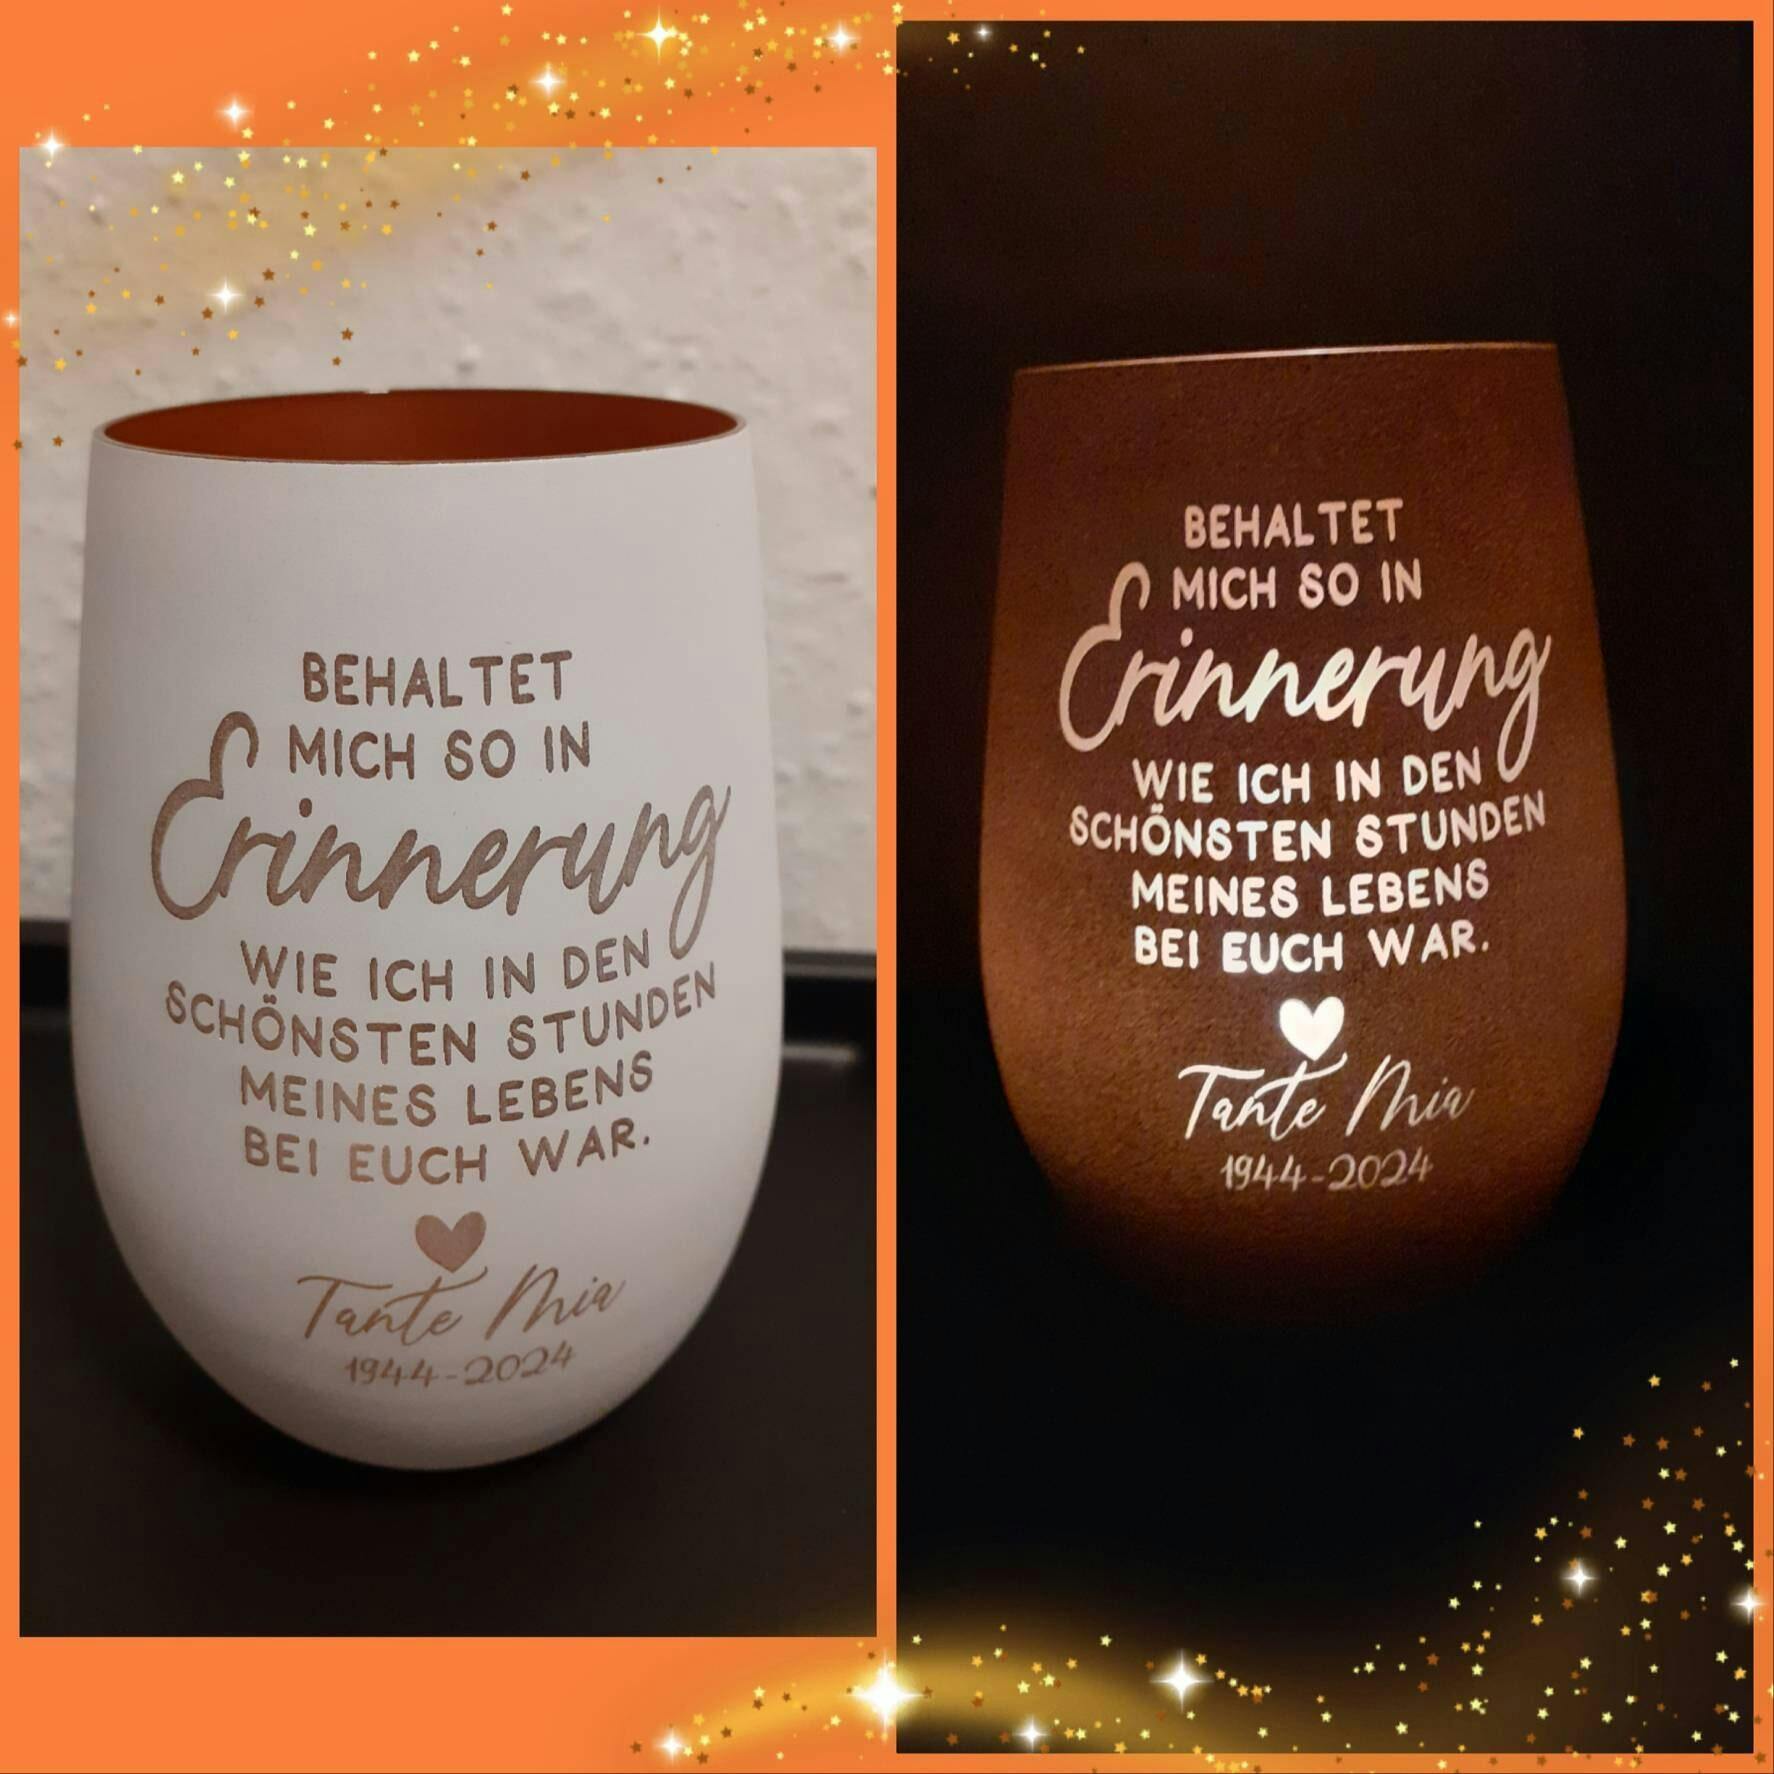 BEHALTET
MICH SO IN
Erinnerung
WIE ICH IN DEN
SCHÖNSTEN STUNDEN
MEINES LEBENS
BEI EUCH WAR.
Tante Mia
1944-2024
BEHALTET
MICH SO IN
Erinnerung
WIE ICH IN DEN
SCHÖNSTEN STUNDEN
MEINES LEBENS
BEI EUCH WAR.
Tante Mia
1944-2024